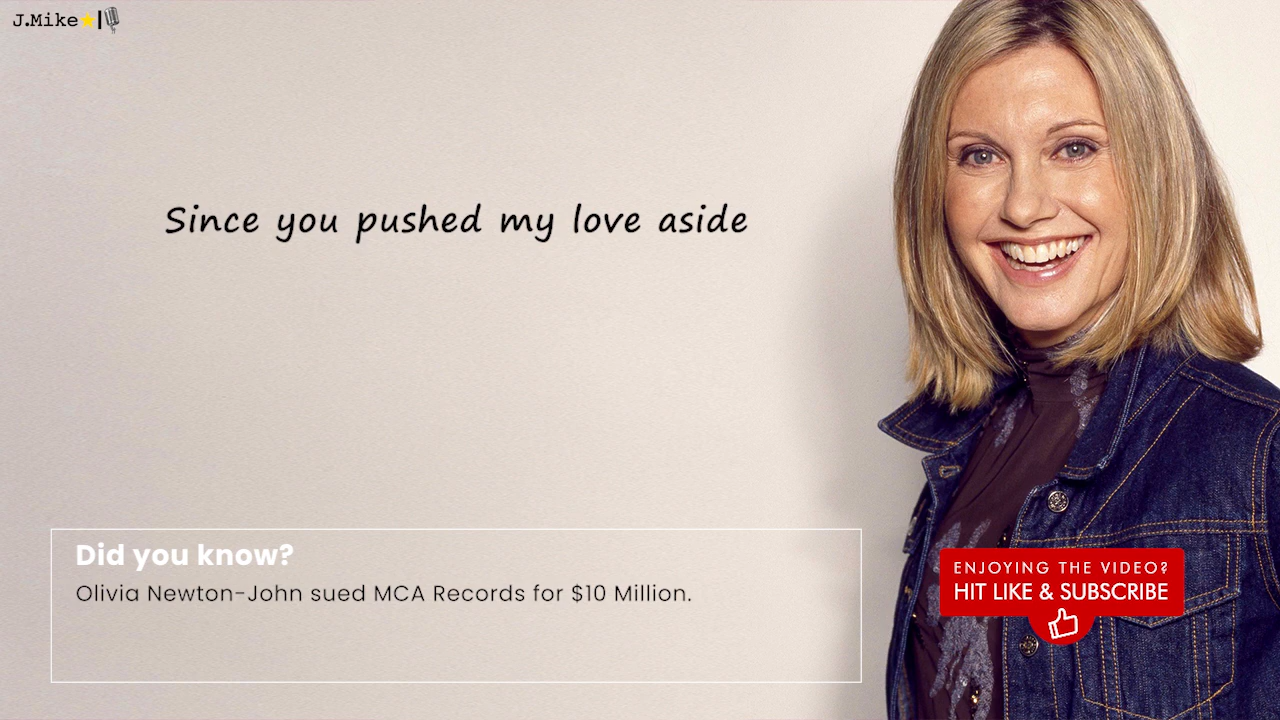 J.Mike
Since you pushed my love aside
Did you know?
Olivia Newton-John sued MCA Records for $10 Million.
ENJOYING THE VIDEO?
HIT LIKE & SUBSCRIBE